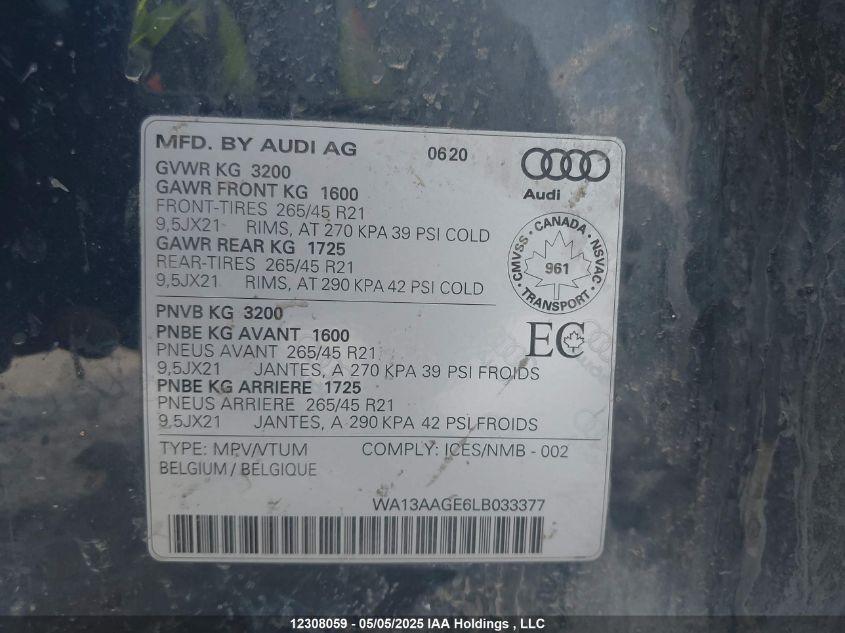 MFD. BY AUDI AG 0620
GVWR KG 3200
Audi
GAWR FRONT KG 1600
FRONT-TIRES 265/45 R21
9,5JX21 RIMS, AT 270 KPA 39 PSI COLD
GAWR REAR KG 1725
REAR-TIRES 265/45 R21
9,5JX21 RIMS, AT 290 KPA 42 PSI COLD
CMVSS • CANADA • NSVAC • TRANSPORT •
961
PNVB KG 3200
PNBE KG AVANT 1600
PNEUS AVANT 265/45 R21
9,5JX21 JANTES, A 270 KPA 39 PSI FROIDS
EC
PNBE KG ARRIERE 1725
PNEUS ARRIERE 265/45 R21
9,5JX21 JANTES, A 290 KPA 42 PSI FROIDS
TYPE: MPV/VTUM COMPLY: ICES/NMB - 002
BELGIUM / BELGIQUE
WA13AAGE6LB033377
12308059 - 05/05/2025 IAA Holdings , LLC